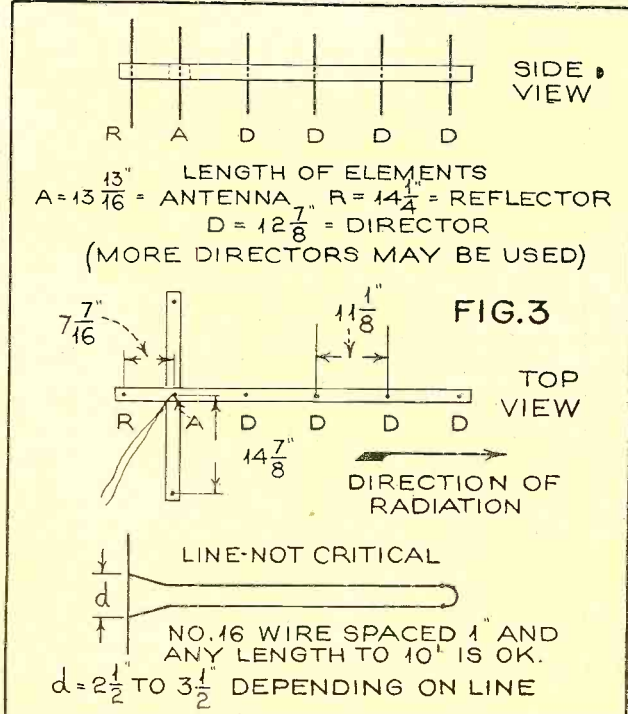 SIDE
VIEW
R A D D D D
LENGTH OF ELEMENTS
A = 13 13/16" = ANTENNA R = 14 1/4" = REFLECTOR
D = 12 7/8" = DIRECTOR
(MORE DIRECTORS MAY BE USED)
7 7/16"
11 1/8"
FIG.3
TOP
VIEW
R A D D D D
14 7/8"
DIRECTION OF
RADIATION
LINE-NOT CRITICAL
d
NO.16 WIRE SPACED 1" AND
ANY LENGTH TO 10' IS OK.
d = 2 1/2" TO 3 1/2" DEPENDING ON LINE